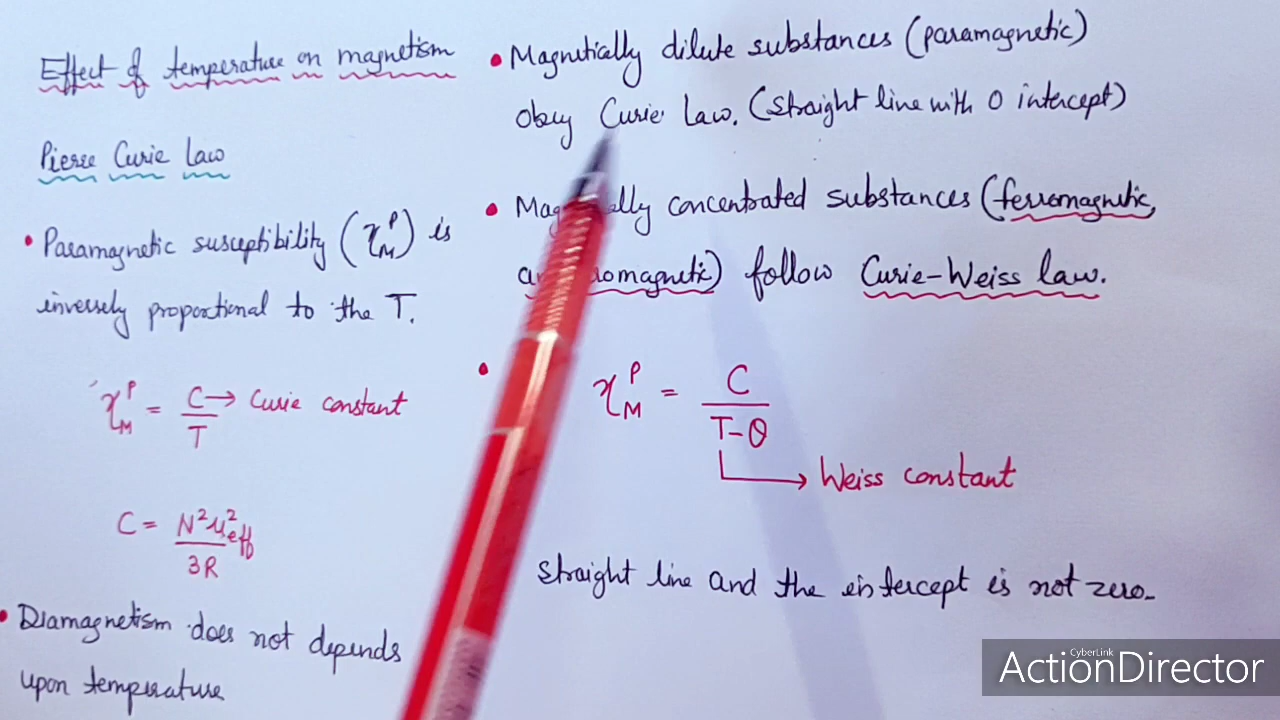 Effect of temperature on magnetism
Pierre Curie Law
• Paramagnetic susceptibility (χ_M^P) is
inversely proportional to the T.
χ_M^P = C/T → Curie constant
C = N²μ²eff / 3R
• Diamagnetism does not depends
upon temperature
• Magnitically dilute substances (paramagnetic)
obey Curie Law. (straight line with 0 intercept)
• concentrated substances (ferromagnetic,
follow Curie-Weiss law.
• χ_M^P = C / T-θ
→ Weiss constant
straight line and the intercept is not zero.
CyberLink
ActionDirector